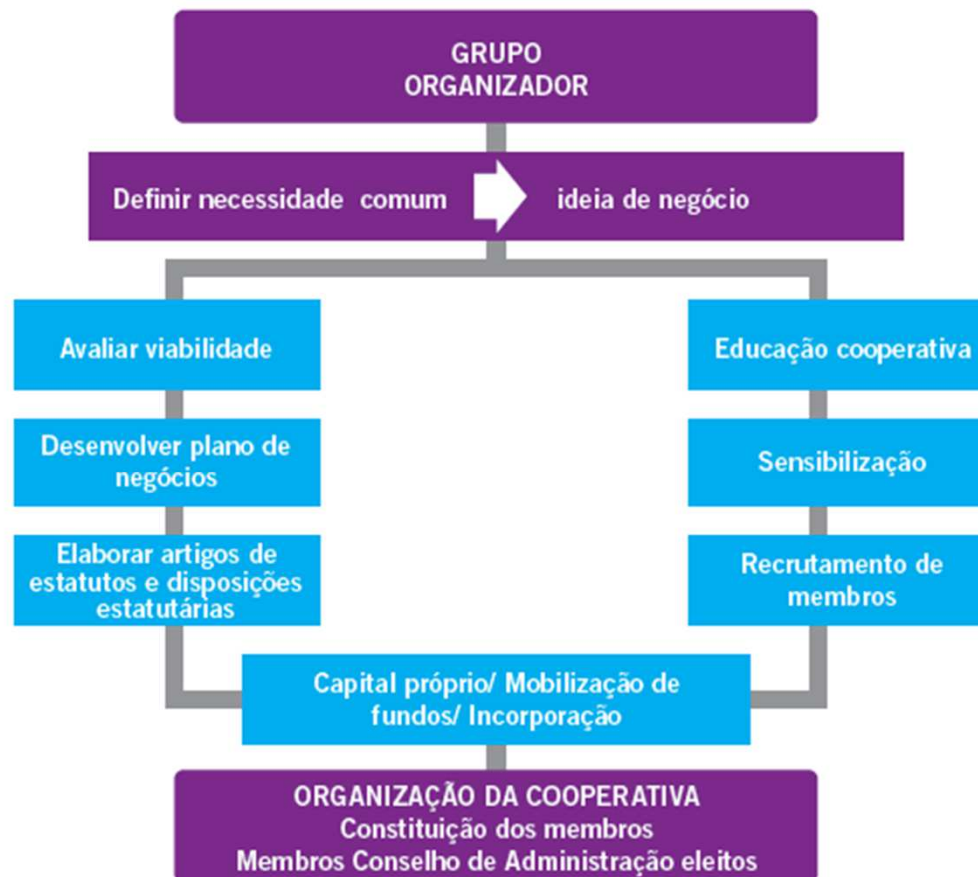 GRUPO
ORGANIZADOR
Definir necessidade comum
ideia de negócio
Avaliar viabilidade
Desenvolver plano de
negócios
Elaborar artigos de
estatutos e disposições
estatutárias
Educação cooperativa
Sensibilização
Recrutamento de
membros
Capital próprio/ Mobilização de
fundos/ Incorporação
ORGANIZAÇÃO DA COOPERATIVA
Constituição dos membros
Membros Conselho de Administração eleitos